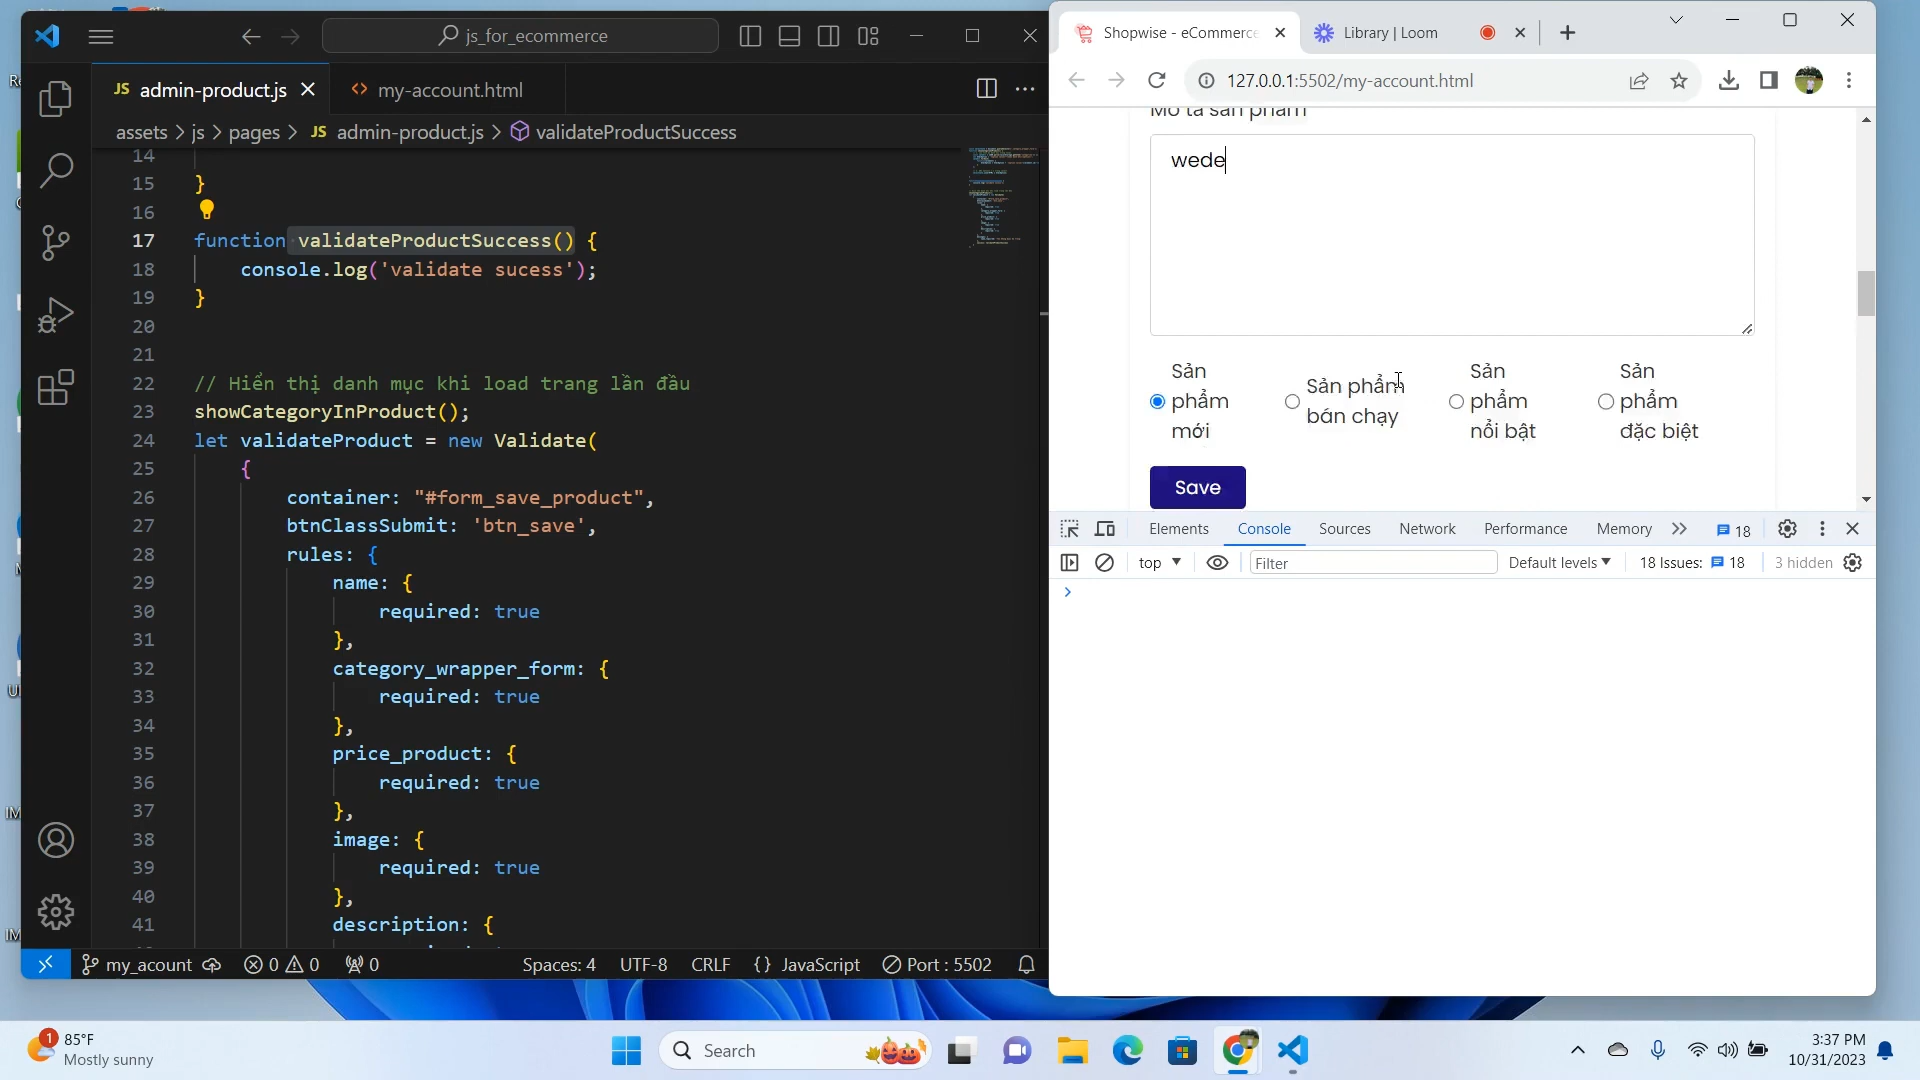 js_for_ecommerce
JS admin-product.js
<> my-account.html
assets > js > pages > JS admin-product.js > validateProductSuccess
14
15 }
16
17 function validateProductSuccess() {
18 console.log('validate sucess');
19 }
20
21
22 // Hiển thị danh mục khi load trang lần đầu
23 showCategoryInProduct();
24 let validateProduct = new Validate(
25 {
26 container: "#form_save_product",
27 btnClassSubmit: 'btn_save',
28 rules: {
29 name: {
30 required: true
31 },
32 category_wrapper_form: {
33 required: true
34 },
35 price_product: {
36 required: true
37 },
38 image: {
39 required: true
40 },
41 description: {
my_acount 0 0 0 Spaces: 4 UTF-8 CRLF {} JavaScript Port : 5502
Shopwise - eCommerce
Library | Loom
127.0.0.1:5502/my-account.html
Mô tả sản phẩm
wede
Sản phẩm mới
Sản phẩm bán chạy
Sản phẩm nổi bật
Sản phẩm đặc biệt
Save
Elements Console Sources Network Performance Memory 18
top Filter Default levels 18 Issues: 18 3 hidden
1 85°F
Mostly sunny
Search
3:37 PM
10/31/2023